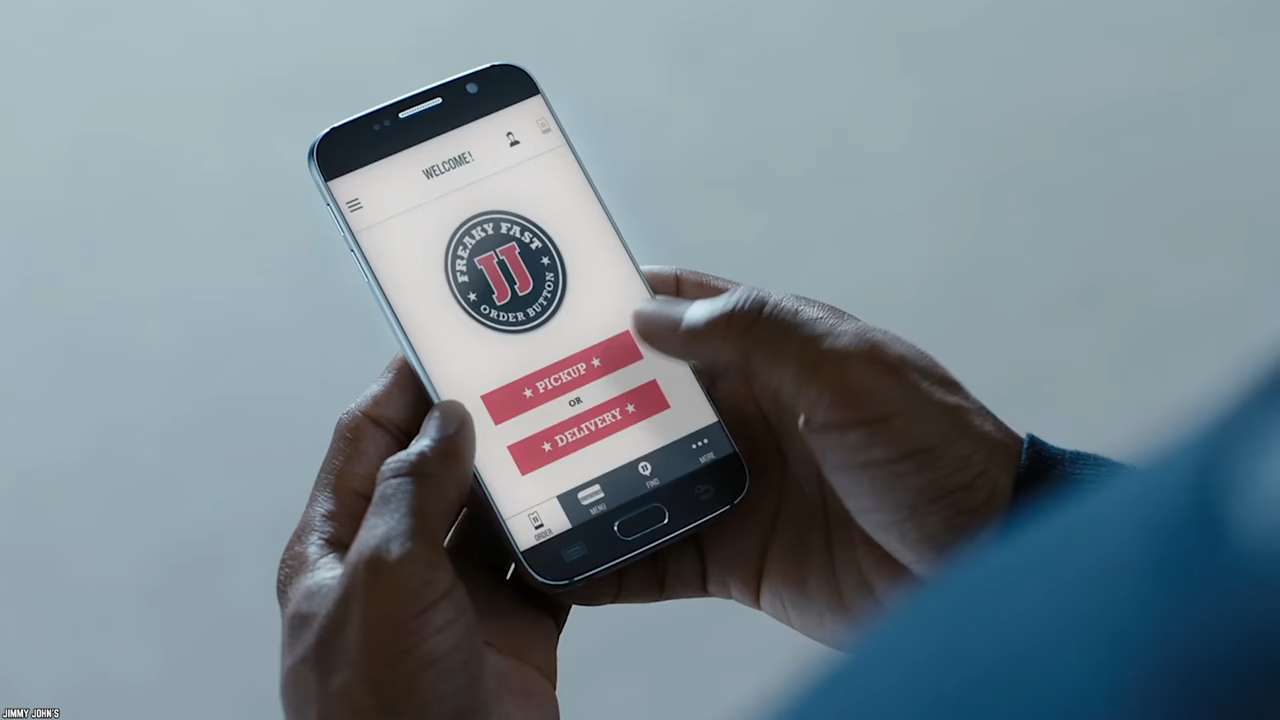 WELCOME!
FREAKY FAST
JJ
ORDER BUTTON
★ PICKUP ★
OR
★ DELIVERY ★
ORDER
MENU
FIND
MORE
JIMMY JOHN'S